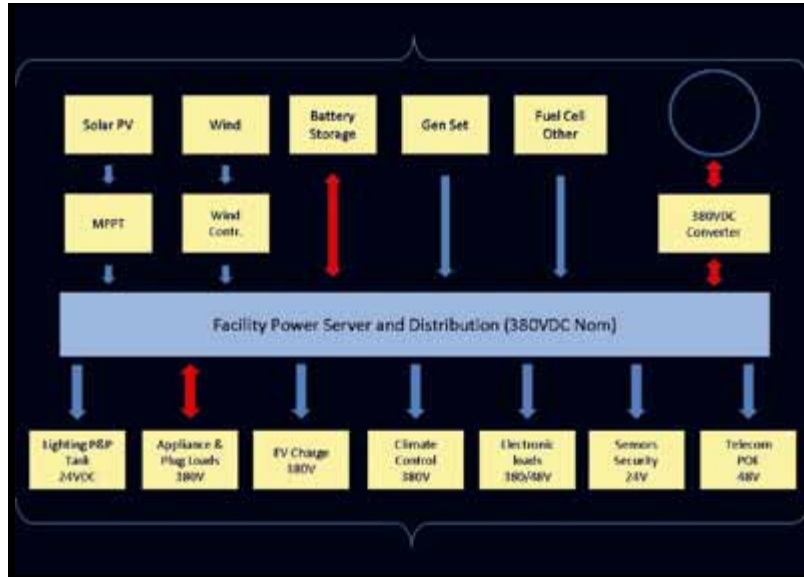 Solar PV
Wind
Battery
Storage
Gen Set
Fuel Cell
Other
MPPT
Wind
Contr.
380VDC
Converter
Facility Power Server and Distribution (380VDC Nom)
Lighting P&P
Tank
24VDC
Appliance &
Plug Loads
380V
EV Charge
380V
Climate
Control
380V
Electronic
loads
380/48V
Sensors
Security
24V
Telecom
POE
48V